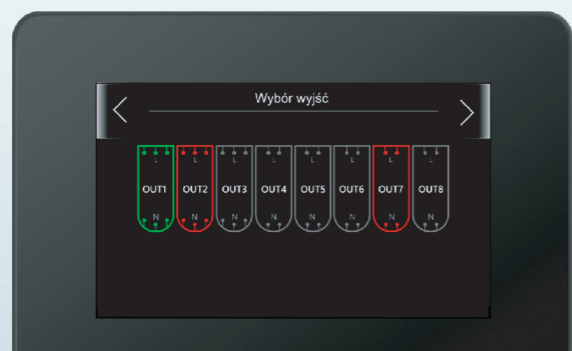 Wybór wyjść
L L L L L L L L
OUT1 OUT2 OUT3 OUT4 OUT5 OUT6 OUT7 OUT8
N N N N N N N N